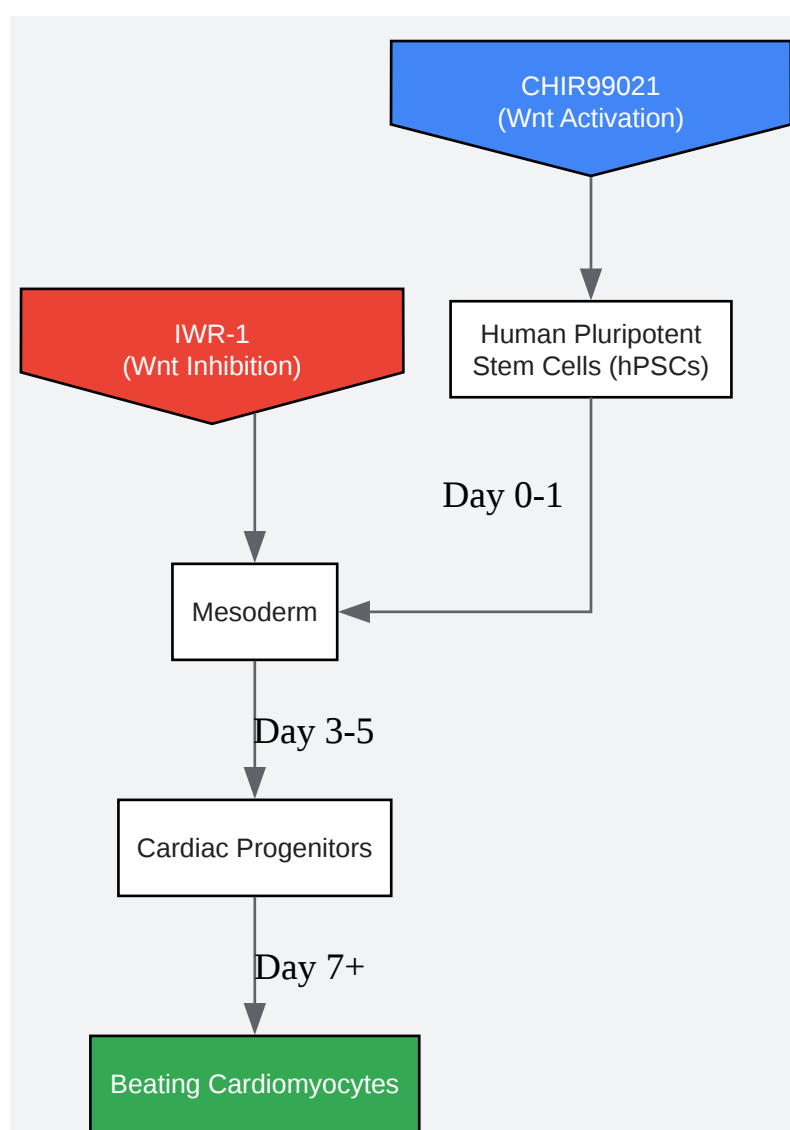 CHIR99021
(Wnt Activation)
IWR-1
(Wnt Inhibition)
Human Pluripotent
Stem Cells (hPSCs)
Day 0-1
Mesoderm
Day 3-5
Cardiac Progenitors
Day 7+
Beating Cardiomyocytes